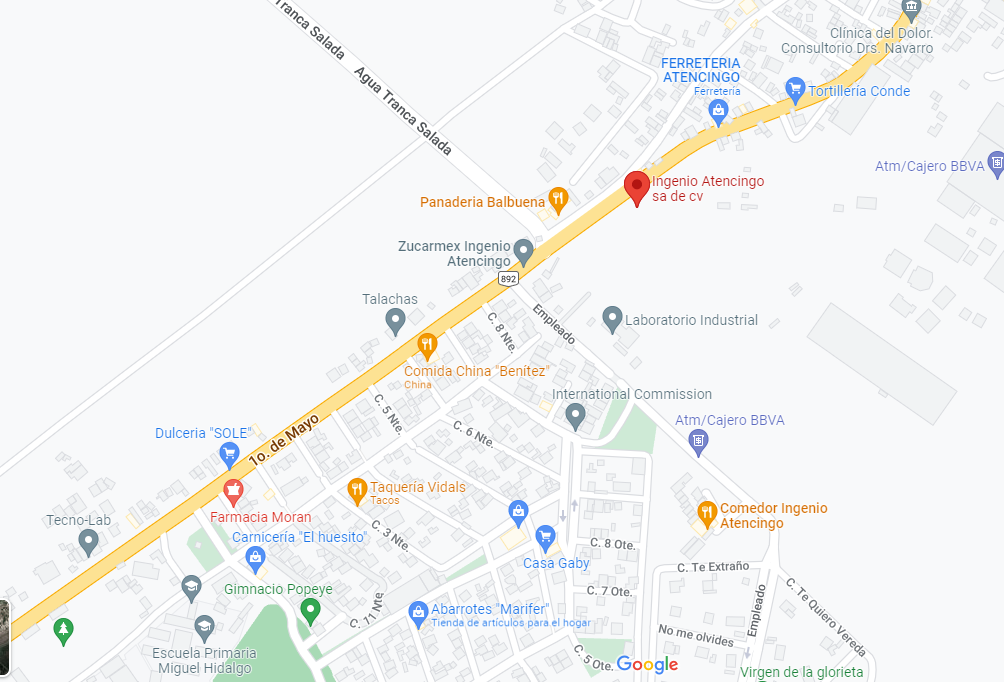 Tranca Salada
Agua Tranca Salada
Clínica del Dolor.
Consultorio Drs. Navarro
FERRETERIA
ATENCINGO
Ferretería
Tortillería Conde
Atm/Cajero BBVA
Ingenio Atencingo
sa de cv
Panaderia Balbuena
Zucarmex Ingenio
Atencingo
892
Talachas
C. 8 Nte.
Empleado
Laboratorio Industrial
Comida China "Benítez"
China
International Commission
C. 5 Nte.
Atm/Cajero BBVA
1o. de Mayo
Dulceria "SOLE"
C. 6 Nte.
Taquería Vidals
Tacos
Farmacia Moran
Comedor Ingenio
Atencingo
Tecno-Lab
Carnicería "El huesito"
C. 3 Nte.
C. 8 Ote.
Casa Gaby
C. Te Extraño
Gimnacio Popeye
C. 7 Ote.
C. 11 Nte
Abarrotes "Marifer"
Tienda de artículos para el hogar
Empleado
C. Te Quiero Vereda
No me olvides
Escuela Primaria
Miguel Hidalgo
C. 5 Ote.
Google
Virgen de la glorieta